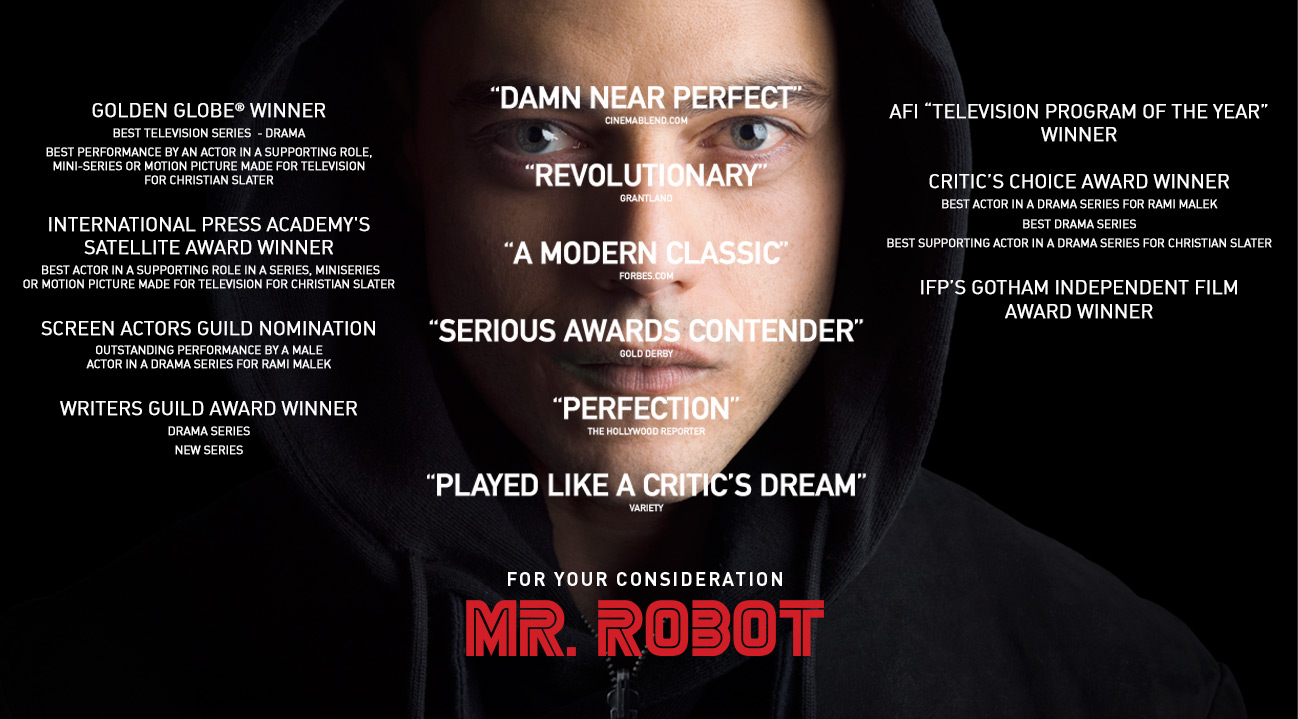 GOLDEN GLOBE® WINNER
BEST TELEVISION SERIES - DRAMA
BEST PERFORMANCE BY AN ACTOR IN A SUPPORTING ROLE,
MINI-SERIES OR MOTION PICTURE MADE FOR TELEVISION
FOR CHRISTIAN SLATER
INTERNATIONAL PRESS ACADEMY'S
SATELLITE AWARD WINNER
BEST ACTOR IN A SUPPORTING ROLE IN A SERIES, MINISERIES
OR MOTION PICTURE MADE FOR TELEVISION FOR CHRISTIAN SLATER
SCREEN ACTORS GUILD NOMINATION
OUTSTANDING PERFORMANCE BY A MALE
ACTOR IN A DRAMA SERIES FOR RAMI MALEK
WRITERS GUILD AWARD WINNER
DRAMA SERIES
NEW SERIES
“DAMN NEAR PERFECT”
CINEMABLEND.COM
“REVOLUTIONARY”
GRANTLAND
“A MODERN CLASSIC”
FORBES.COM
“SERIOUS AWARDS CONTENDER”
GOLD DERBY
“PERFECTION”
THE HOLLYWOOD REPORTER
“PLAYED LIKE A CRITIC’S DREAM”
VARIETY
AFI “TELEVISION PROGRAM OF THE YEAR”
WINNER
CRITIC’S CHOICE AWARD WINNER
BEST ACTOR IN A DRAMA SERIES FOR RAMI MALEK
BEST DRAMA SERIES
BEST SUPPORTING ACTOR IN A DRAMA SERIES FOR CHRISTIAN SLATER
IFP’S GOTHAM INDEPENDENT FILM
AWARD WINNER
FOR YOUR CONSIDERATION
MR. ROBOT